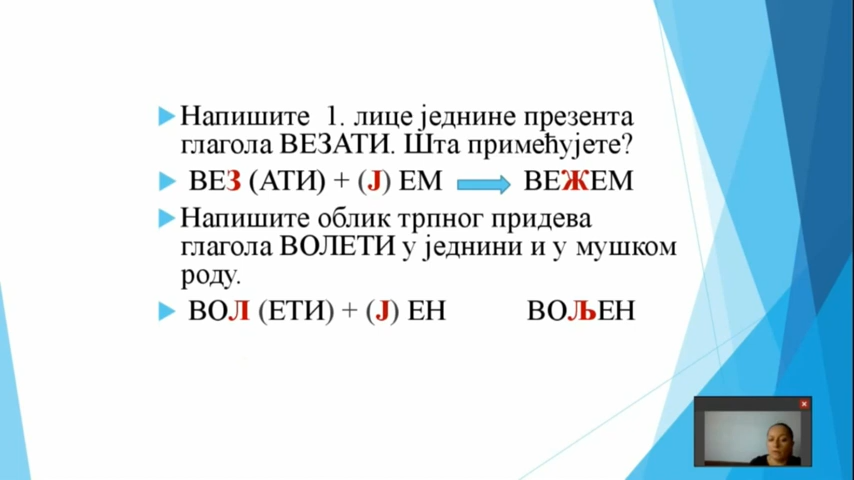 Напишите 1. лице једнине презента
глагола ВЕЗАТИ. Шта примећујете?
ВЕЗ (АТИ) + (Ј) ЕМ ВЕЖЕМ
Напишите облик трпног придева
глагола ВОЛЕТИ у једнини и у мушком
роду.
ВОЛ (ЕТИ) + (Ј) ЕН ВОЉЕН